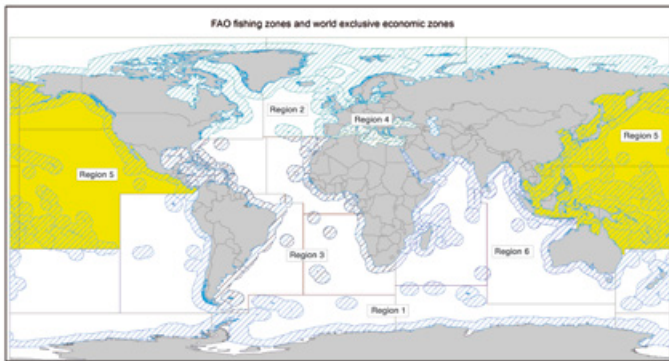 FAO fishing zones and world exclusive economic zones
Region 2
Region 4
Region 5
Region 5
Region 3
Region 6
Region 1